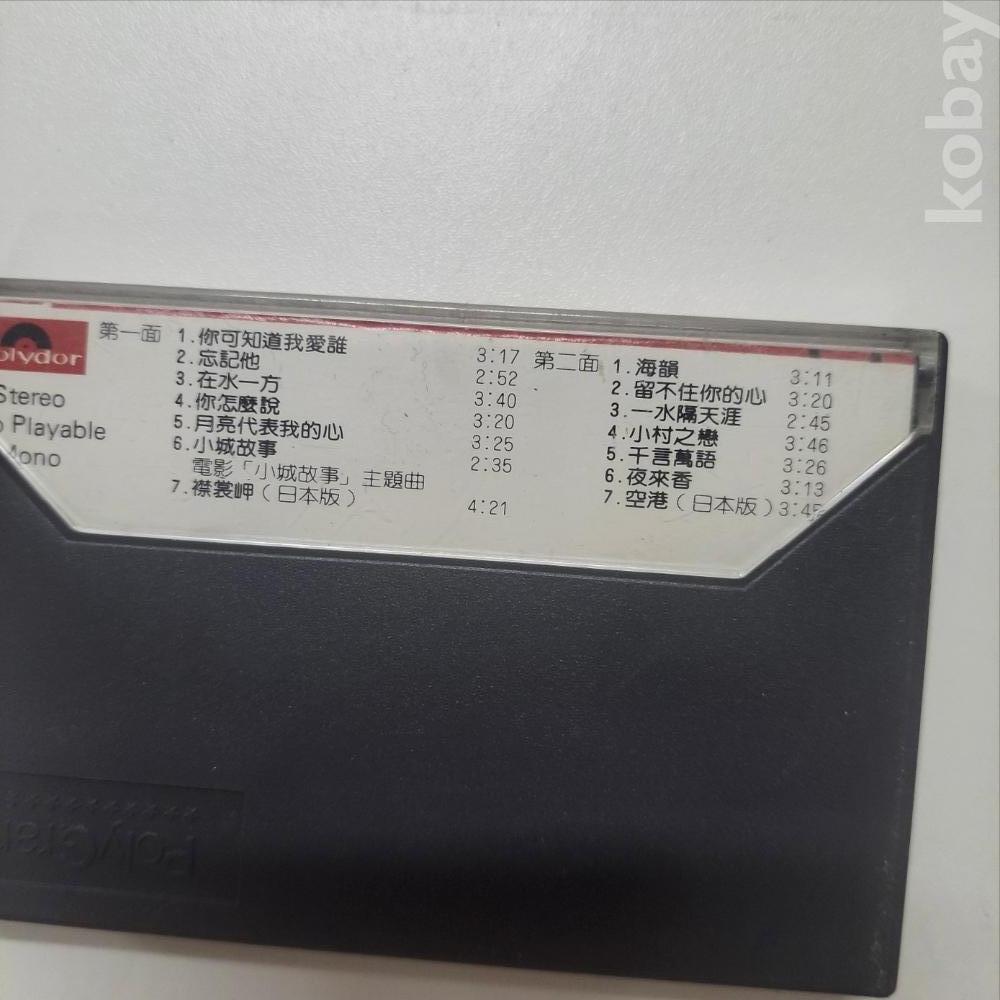 kobay
olydor
Stereo
Playable
Mono
第一面
1.你可知道我愛誰 3:17
2.忘記他 2:52
3.在水一方 3:40
4.你怎麼說 3:20
5.月亮代表我的心 3:25
6.小城故事 2:35
電影「小城故事」主題曲
7.襟裳岬(日本版) 4:21
第二面
1.海韻 3:11
2.留不住你的心 3:20
3.一水隔天涯 2:45
4.小村之戀 3:46
5.千言萬語 3:26
6.夜來香 3:13
7.空港(日本版) 3:45
PolyGra